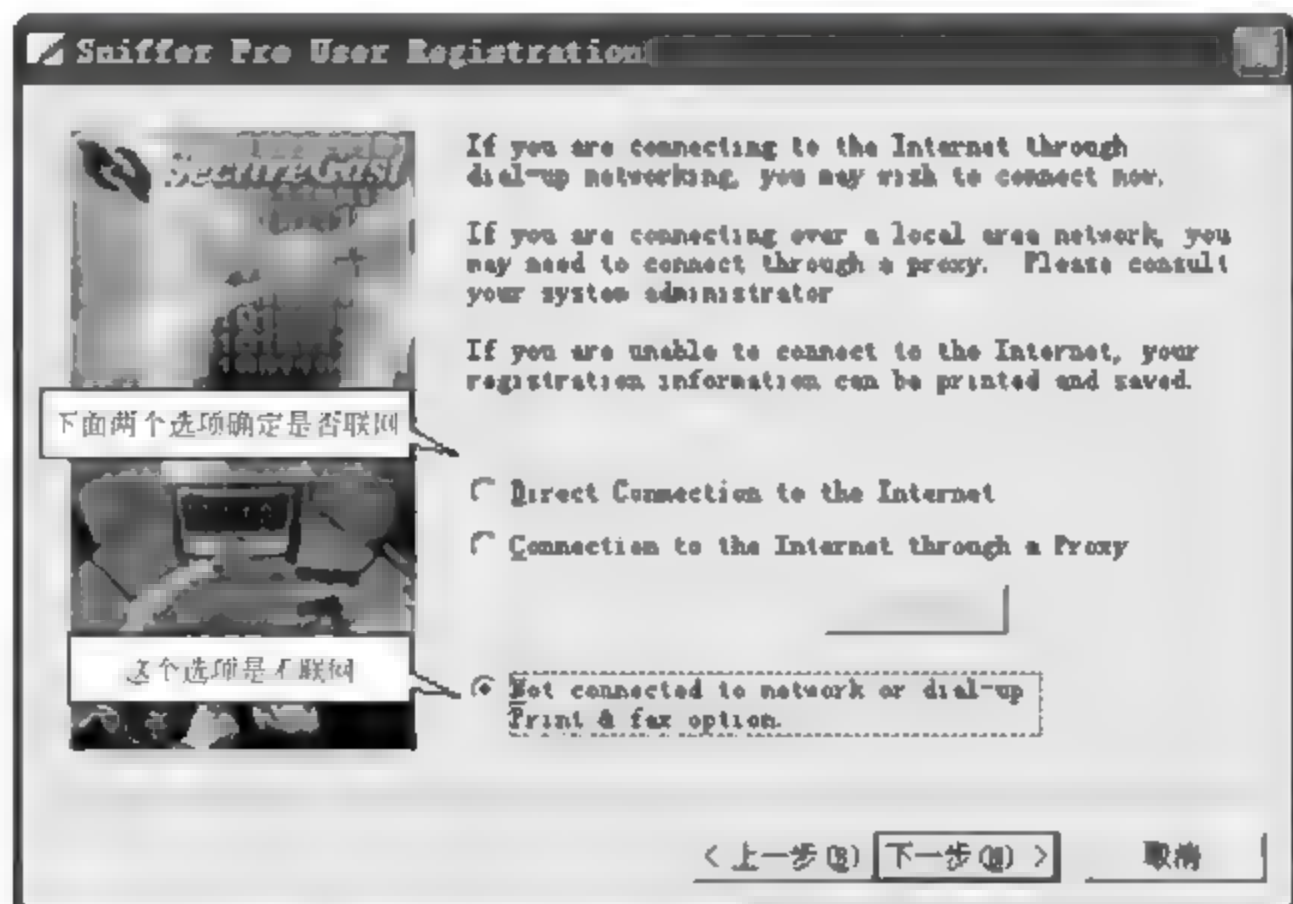 Sniffer Pro User Registration
If you are connecting to the Internet through
dial-up networking, you may wish to connect now.
If you are connecting over a local area network, you
may need to connect through a proxy. Please consult
your system administrator
If you are unable to connect to the Internet, your
registration information can be printed and saved.
下面两个选项确定是否联网
Direct Connection to the Internet
Connection to the Internet through a Proxy
这个选项是不联网
Not connected to network or dial-up
Print & fax option.
< 上一步(B)
下一步(N) >
取消